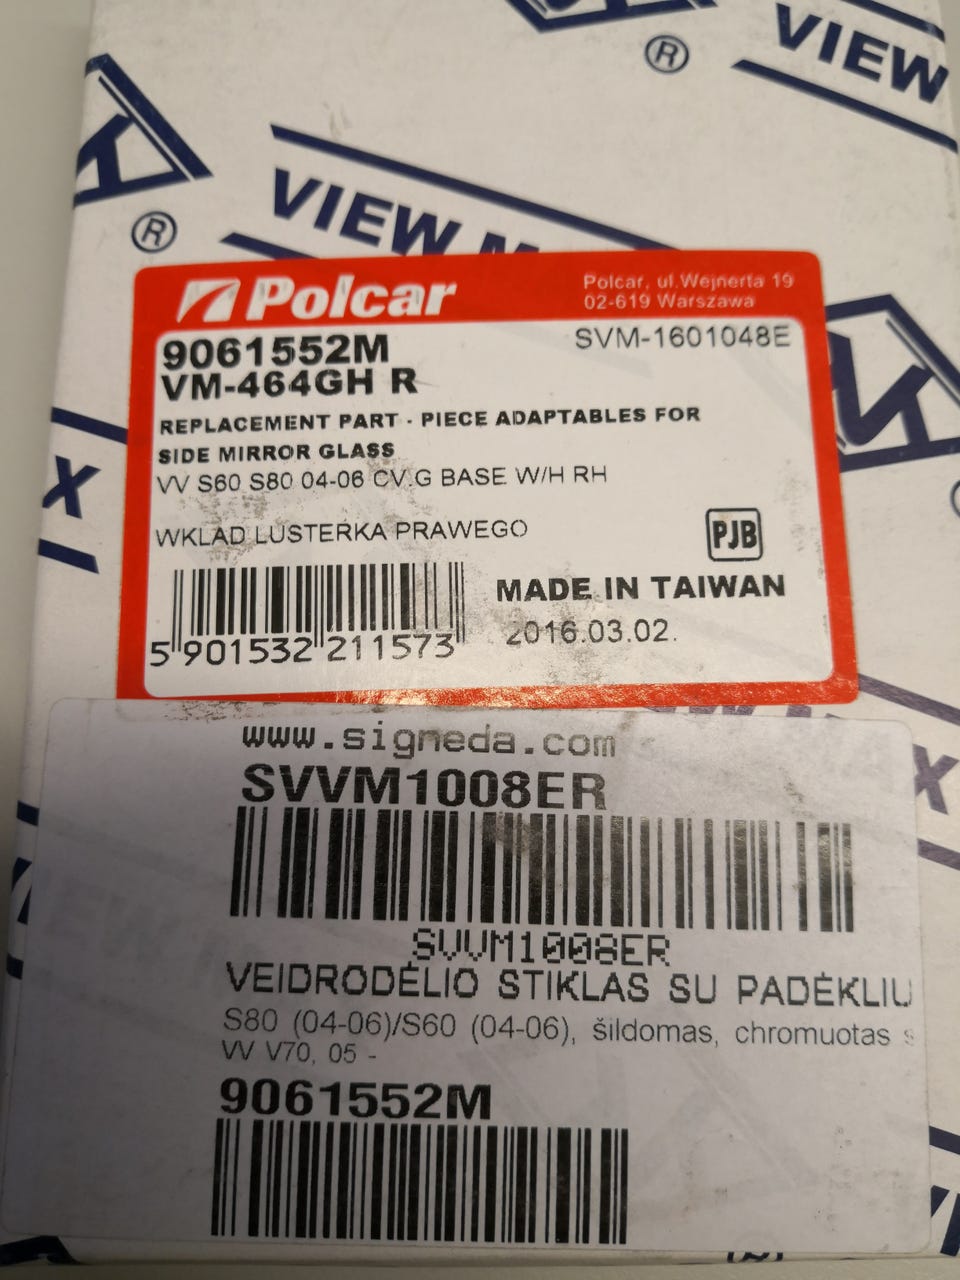 ®
VIEW
®
VIEW
Polcar
Polcar, ul.Wejnerta 19
02-619 Warszawa
9061552M
SVM-1601048E
VM-464GH R
REPLACEMENT PART - PIECE ADAPTABLES FOR
SIDE MIRROR GLASS
VV S60 S80 04-06 CV.G BASE W/H RH
WKLAD LUSTERKA PRAWEGO
PJB
MADE IN TAIWAN
2016.03.02.
5 901532 211573
www.signeda.com
SVVM1008ER
SVVM1008ER
VEIDRODĖLIO STIKLAS SU PADĖKLIU
S80 (04-06)/S60 (04-06), šildomas, chromuotas s
VV V70, 05 -
9061552M